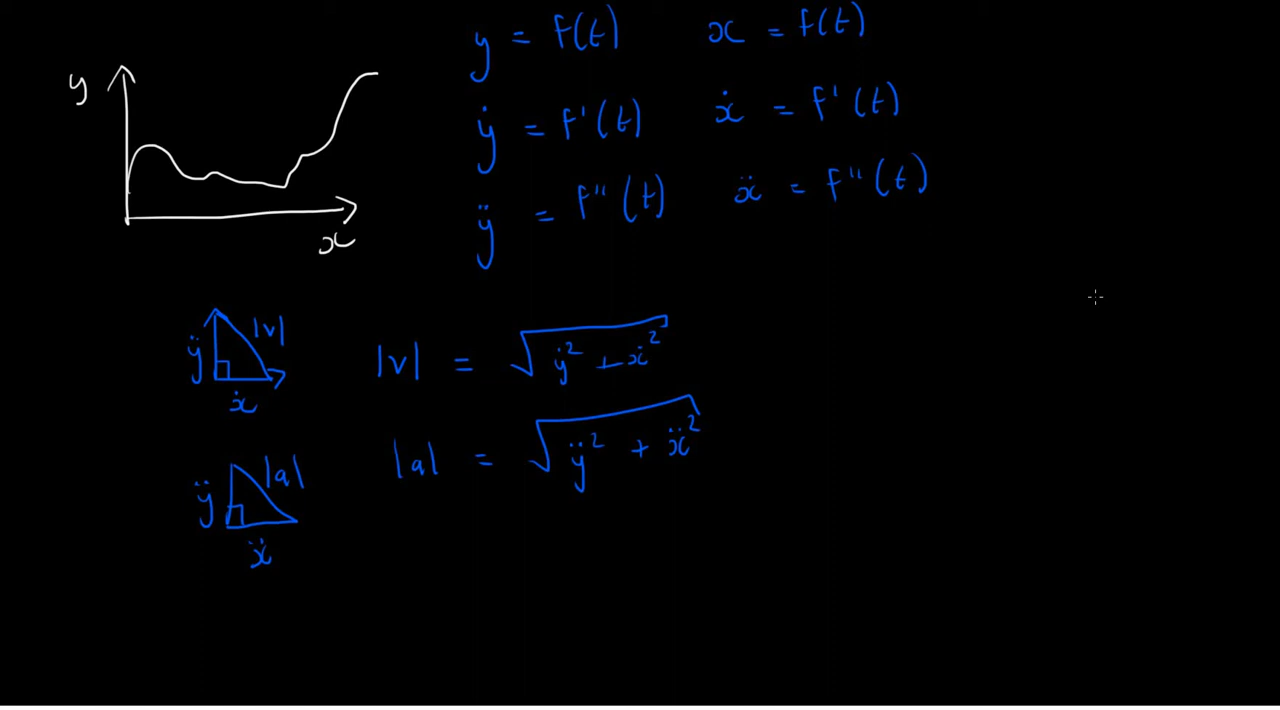 y = f(t) x = f(t)
y
ẏ = f'(t) ẋ = f'(t)
ÿ = f"(t) ẍ = f"(t)
x
ÿ |v| |v| = √ẏ² + ẋ²
ẋ
ÿ |a| |a| = √ÿ² + ẍ²
ẍ